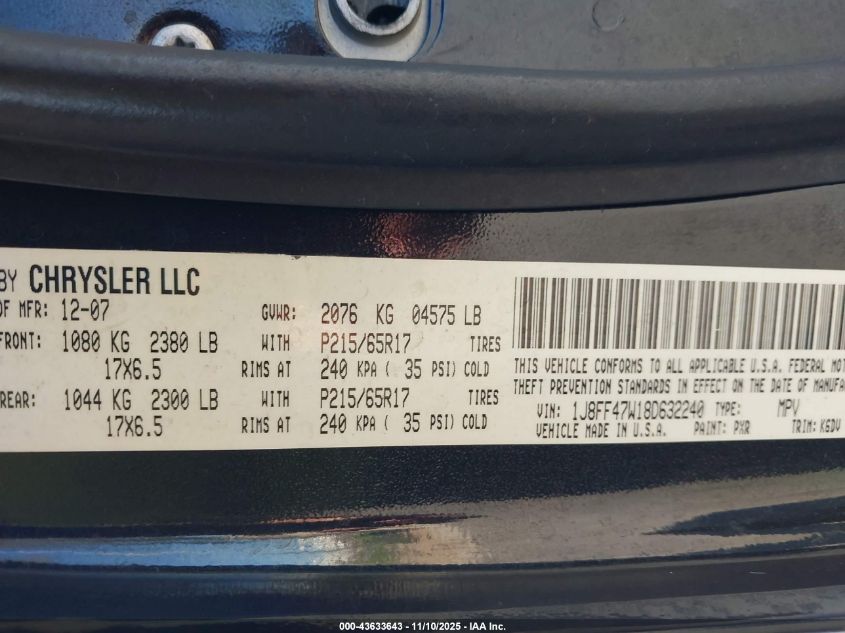 BY CHRYSLER LLC
OF MFR: 12-07 GVWR: 2076 KG 04575 LB
FRONT: 1080 KG 2380 LB WITH P215/65R17 TIRES
17X6.5 RIMS AT 240 KPA ( 35 PSI) COLD
REAR: 1044 KG 2300 LB WITH P215/65R17 TIRES
17X6.5 RIMS AT 240 KPA ( 35 PSI) COLD
THIS VEHICLE CONFORMS TO ALL APPLICABLE U.S.A. FEDERAL MOT
THEFT PREVENTION STANDARDS IN EFFECT ON THE DATE OF MANUFA
VIN: 1J8FF47W18D632240 TYPE: MPV
VEHICLE MADE IN U.S.A. PAINT: PXR TRIM: KGDV
000-43633643 - 11/10/2025 - IAA Inc.